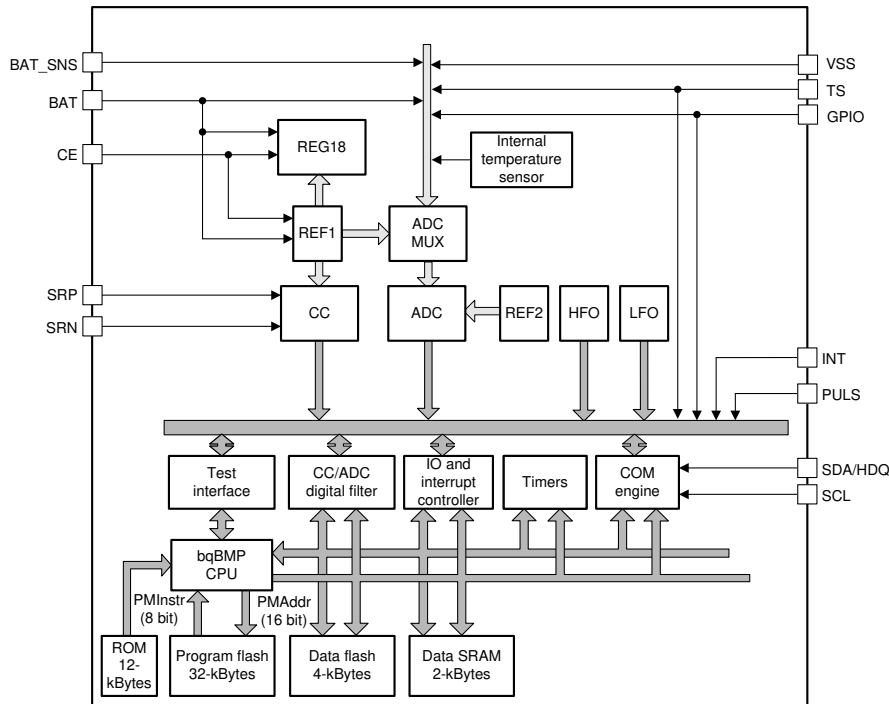 BAT_SNS
VSS
TS
BAT
GPIO
REG18
Internal
temperature
sensor
CE
REF1
ADC
MUX
SRP
CC
ADC
REF2
HFO
LFO
SRN
INT
PULS
Test
interface
CC/ADC
digital filter
IO and
interrupt
controller
Timers
COM
engine
SDA/HDQ
SCL
bqBMP
CPU
PMInstr
(8 bit)
PMAddr
(16 bit)
ROM
12-
kBytes
Program flash
32-kBytes
Data flash
4-kBytes
Data SRAM
2-kBytes